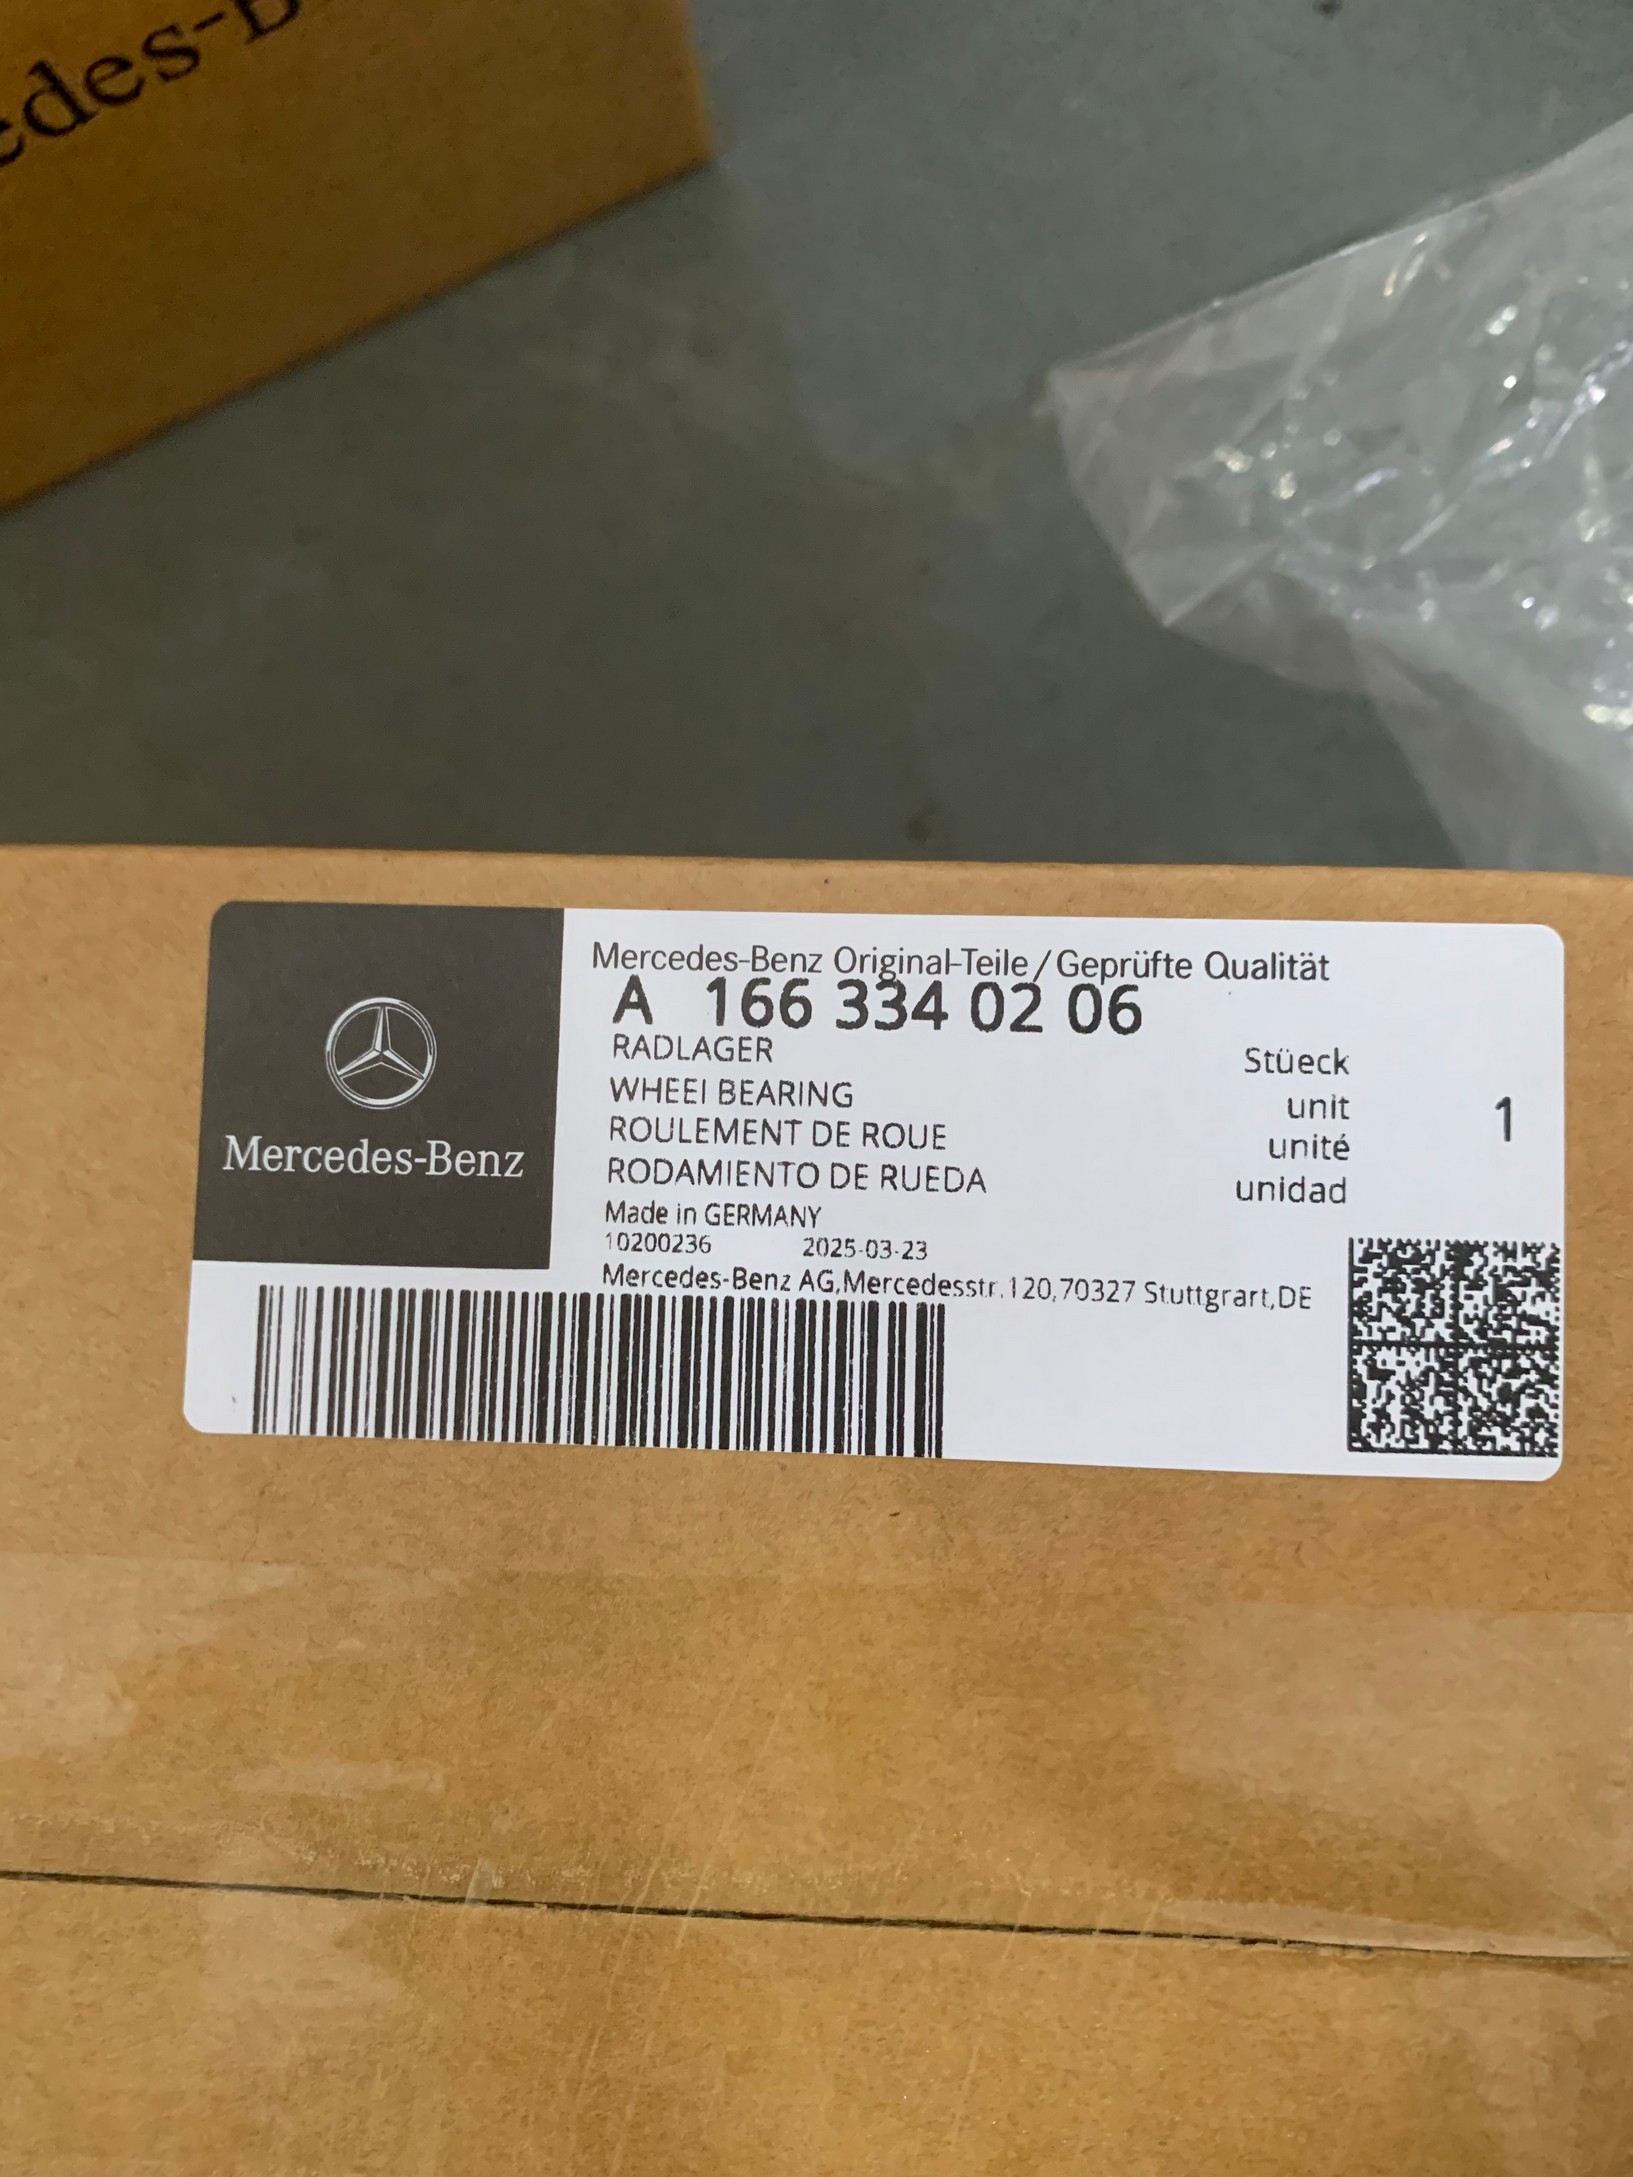 edes-B
Mercedes-Benz
Mercedes-Benz Original-Teile/Geprüfte Qualität
A 166 334 02 06
RADLAGER
WHEEI BEARING
ROULEMENT DE ROUE
RODAMIENTO DE RUEDA
Stüeck
unit
unité
unidad
1
Made in GERMANY
10200236 2025-03-23
Mercedes-Benz AG,Mercedesstr.120,70327 Stuttgrart,DE